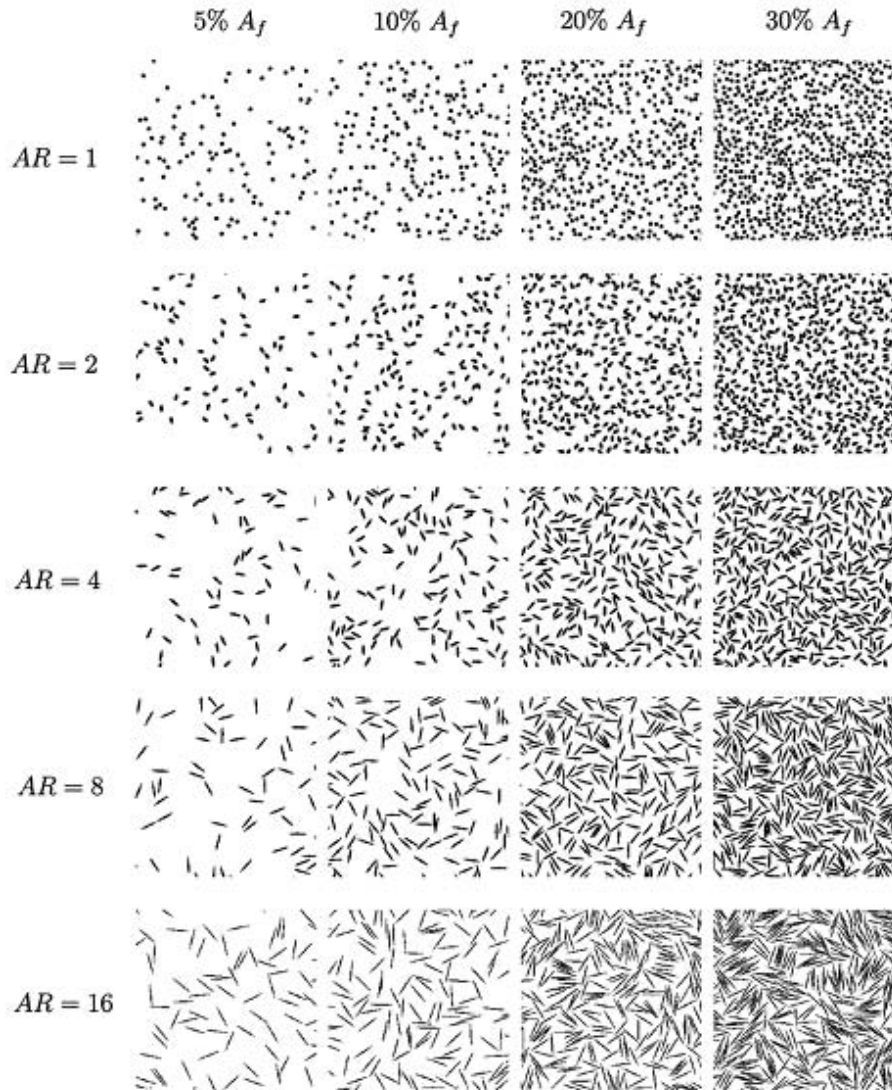 5% A_f 10% A_f 20% A_f 30% A_f
AR = 1
AR = 2
AR = 4
AR = 8
AR = 16